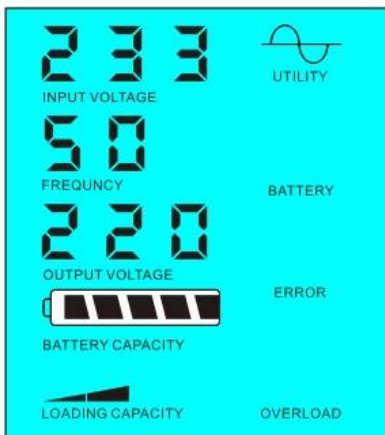 233
UTILITY
INPUT VOLTAGE
50
FREQUNCY
BATTERY
220
OUTPUT VOLTAGE
ERROR
BATTERY CAPACITY
LOADING CAPACITY
OVERLOAD